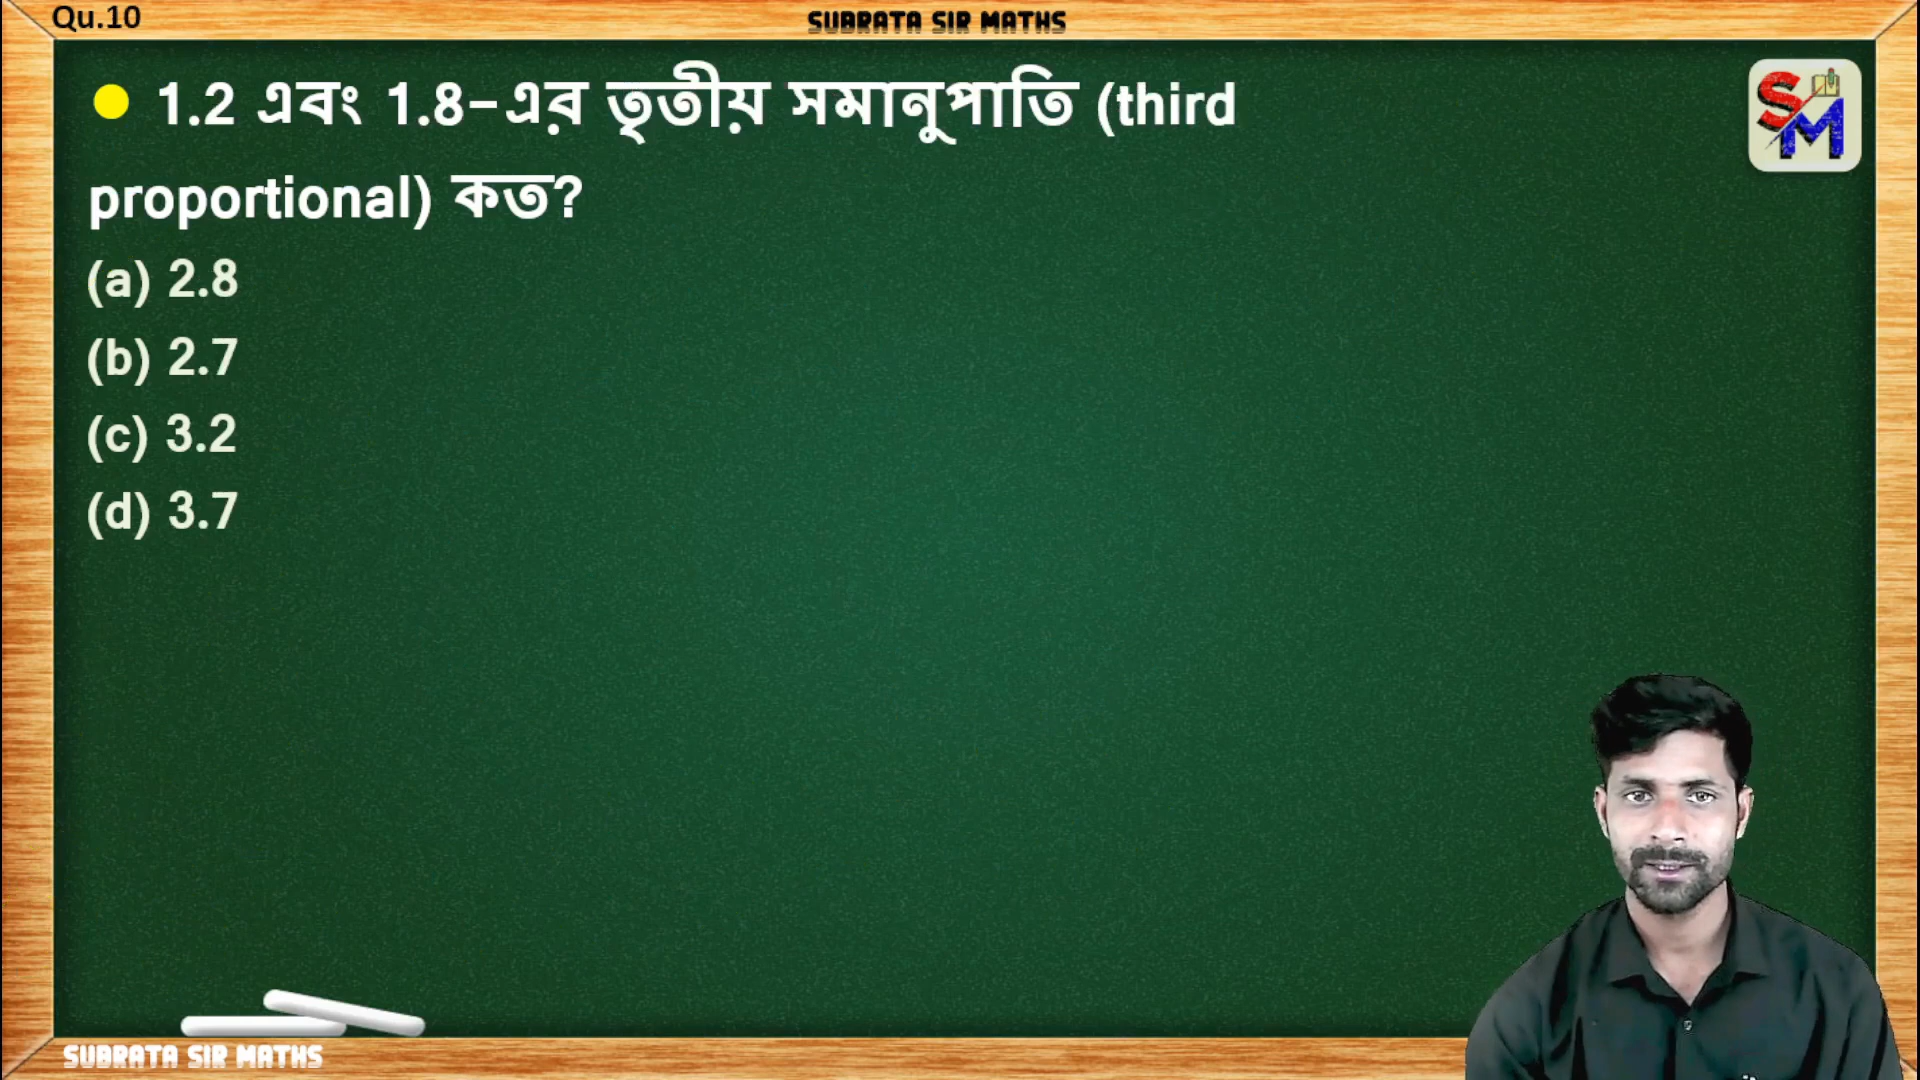 Qu.10
SUBRATA SIR MATHS
1.2 এবং 1.8-এর তৃতীয় সমানুপাতি (third
proportional) কত?
(a) 2.8
(b) 2.7
(c) 3.2
(d) 3.7
SM
SUBRATA SIR MATHS